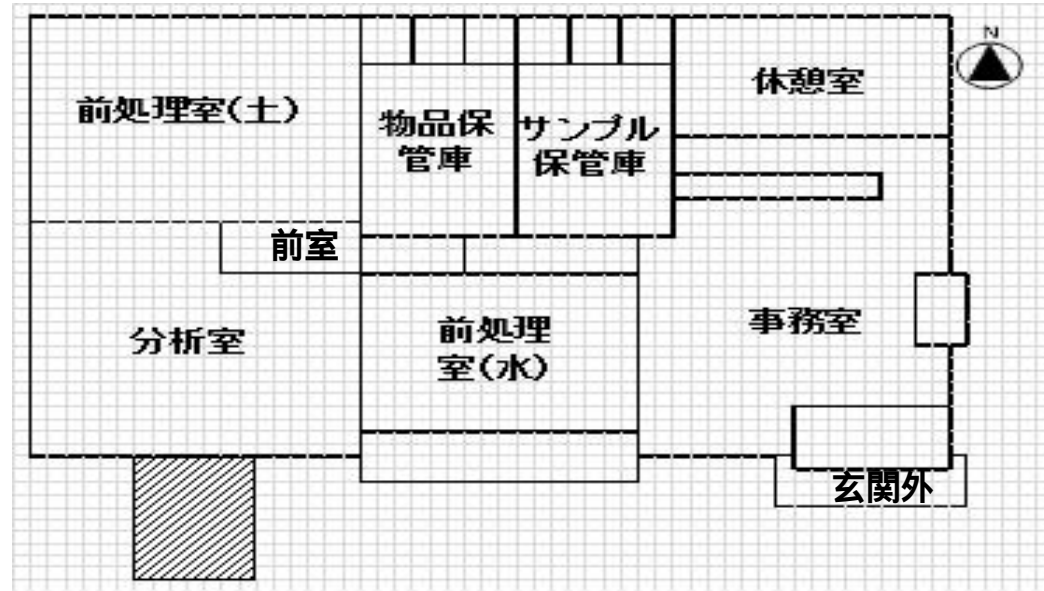 N
休憩室
前処理室(土)
物品保
管庫
サンプル
保管庫
前室
分析室
前処理
室(水)
事務室
玄関外